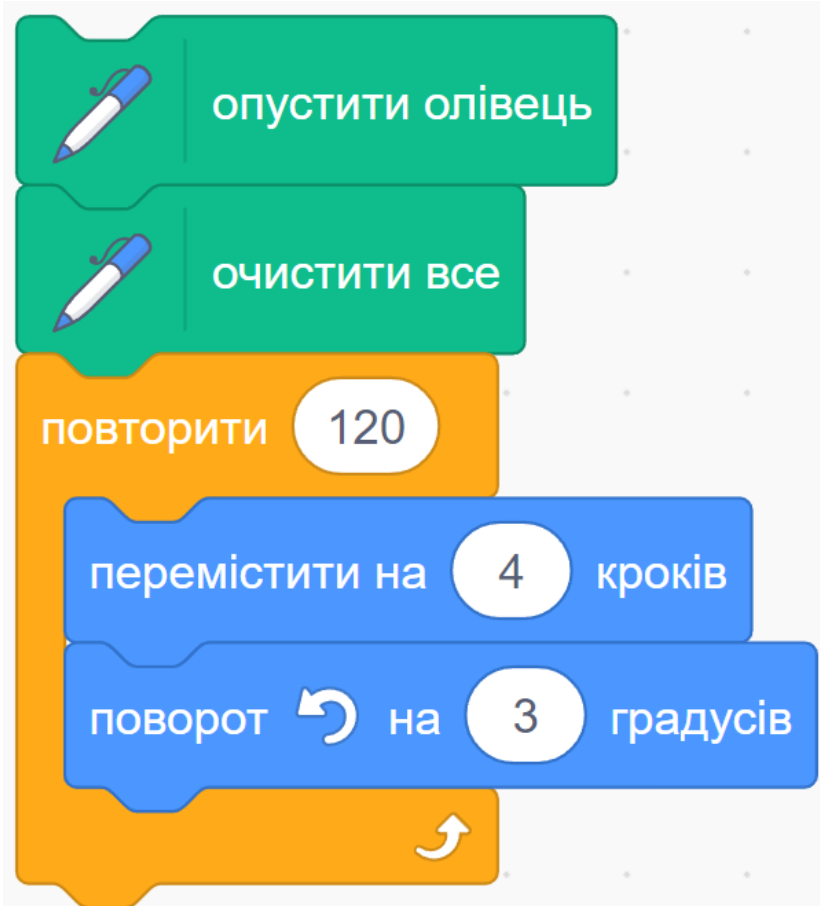 опустити олівець
очистити все
повторити 120
перемістити на 4 кроків
поворот на 3 градусів